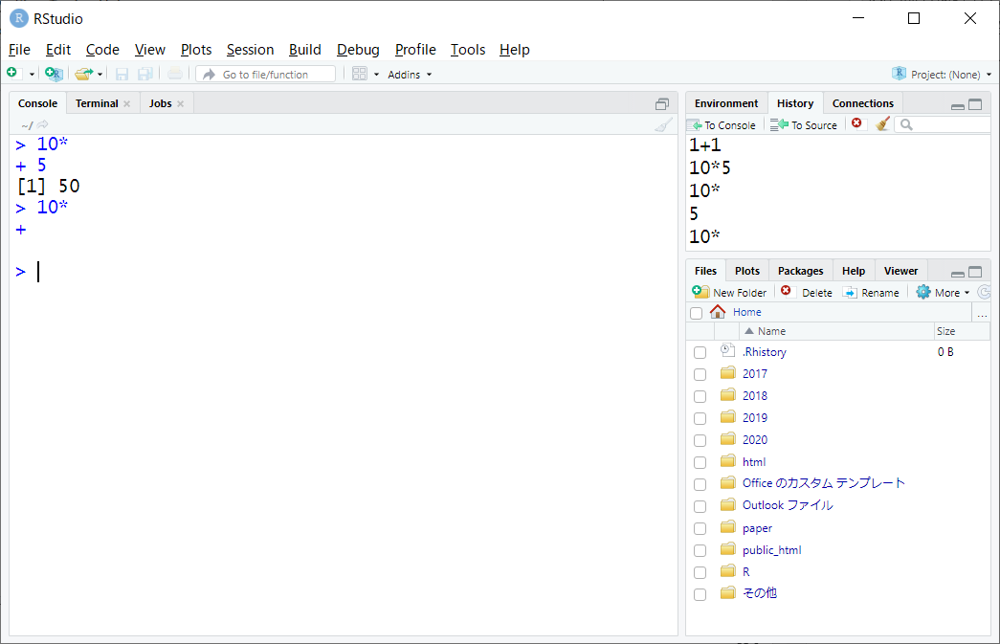 RStudio
File Edit Code View Plots Session Build Debug Profile Tools Help
Go to file/function Addins Project: (None)
Console Terminal Jobs
~/
> 10*
+ 5
[1] 50
> 10*
+
>
Environment History Connections
To Console To Source
1+1
10*5
10*
5
10*
Files Plots Packages Help Viewer
New Folder Delete Rename More
Home ...
Name Size
.Rhistory 0 B
2017
2018
2019
2020
html
Office のカスタム テンプレート
Outlook ファイル
paper
public_html
R
その他